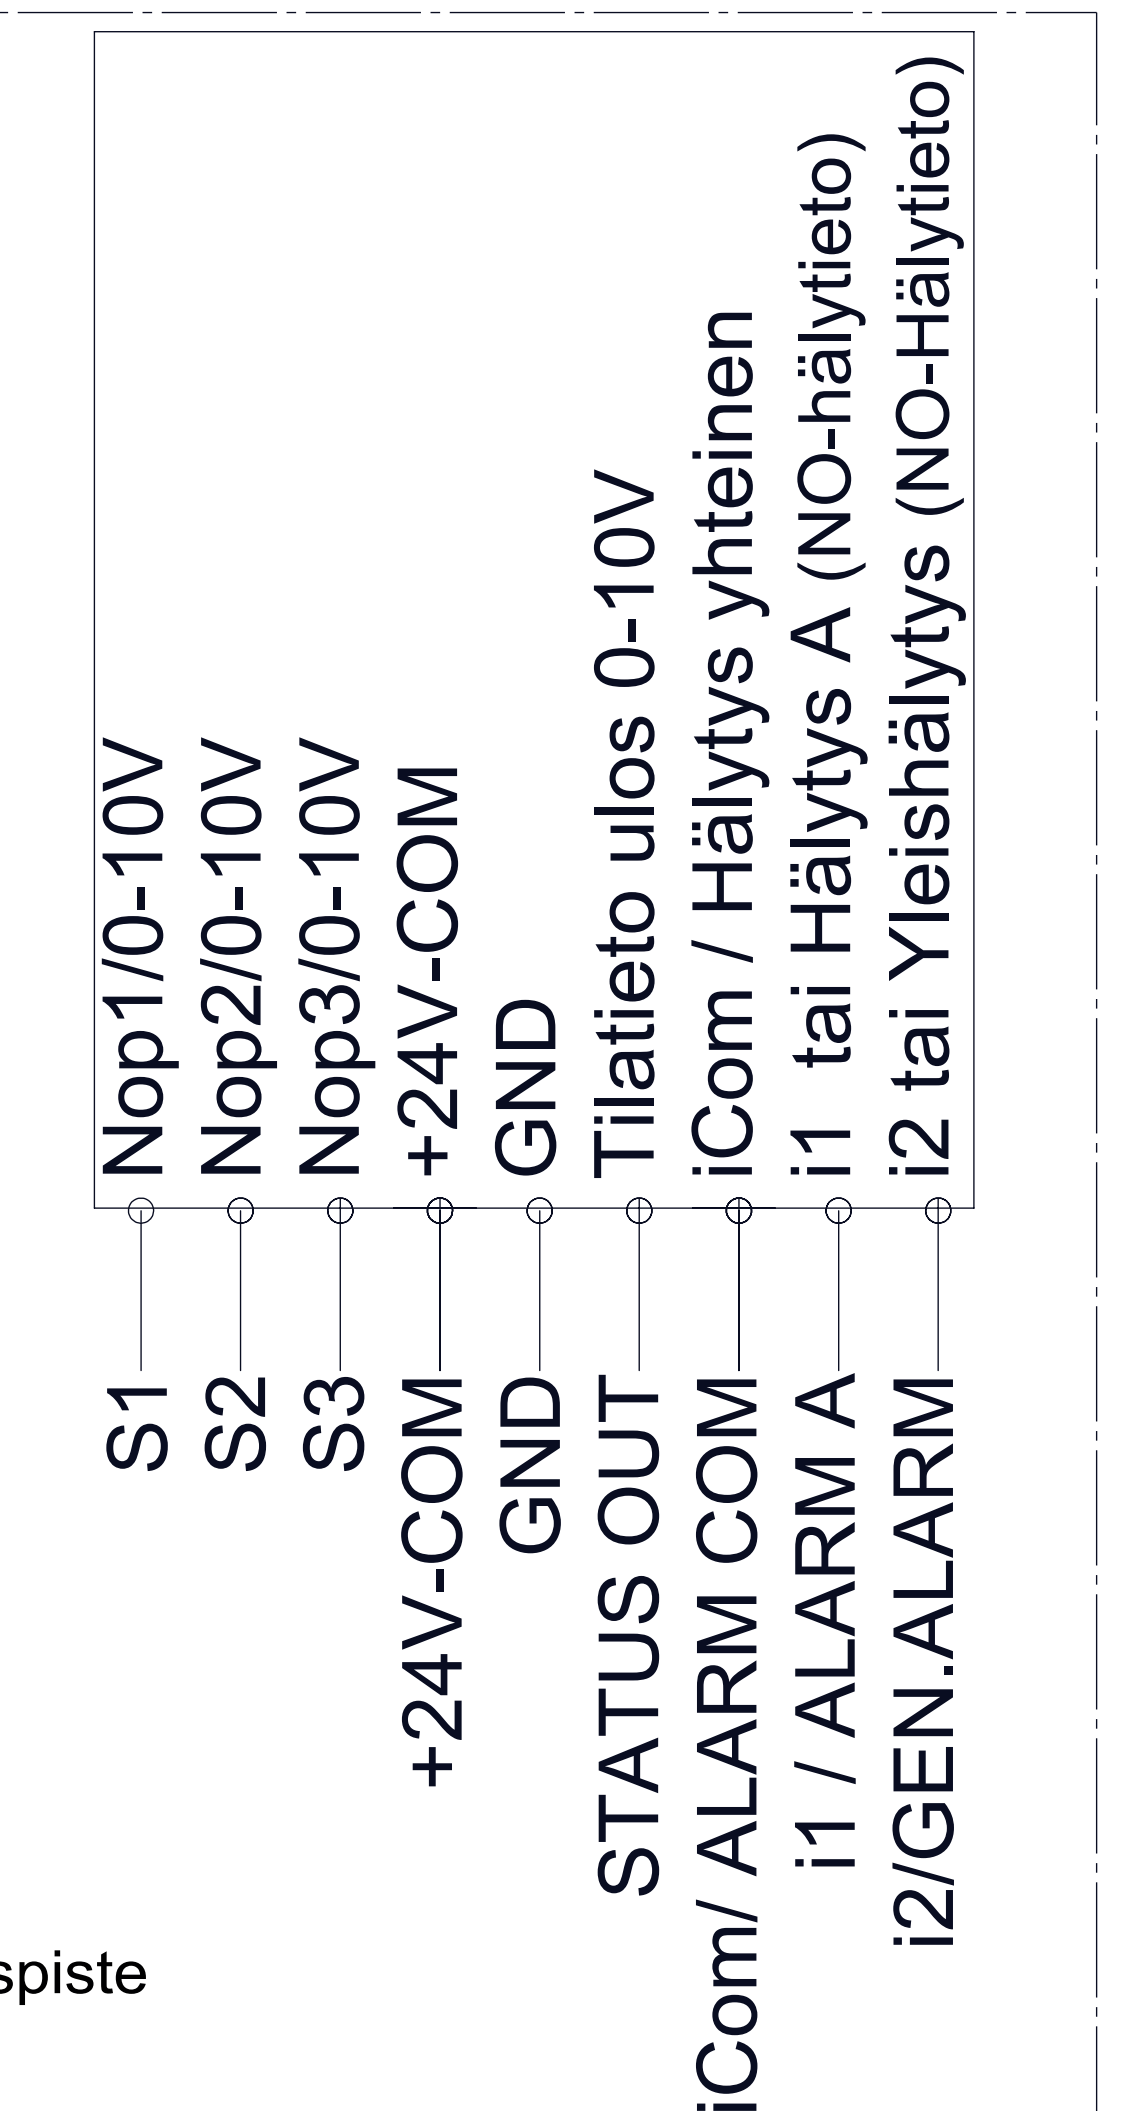 Nop1/0-10V
Nop2/0-10V
Nop3/0-10V
+24V-COM
GND
Tilatieto ulos 0-10V
iCom / Hälytys yhteinen
i1 tai Hälytys A (NO-hälytieto)
i2 tai Yleishälytys (NO-Hälytieto)
S1
S2
S3
+24V-COM
GND
STATUS OUT
iCom/ ALARM COM
i1 / ALARM A
i2/GEN.ALARM
spiste